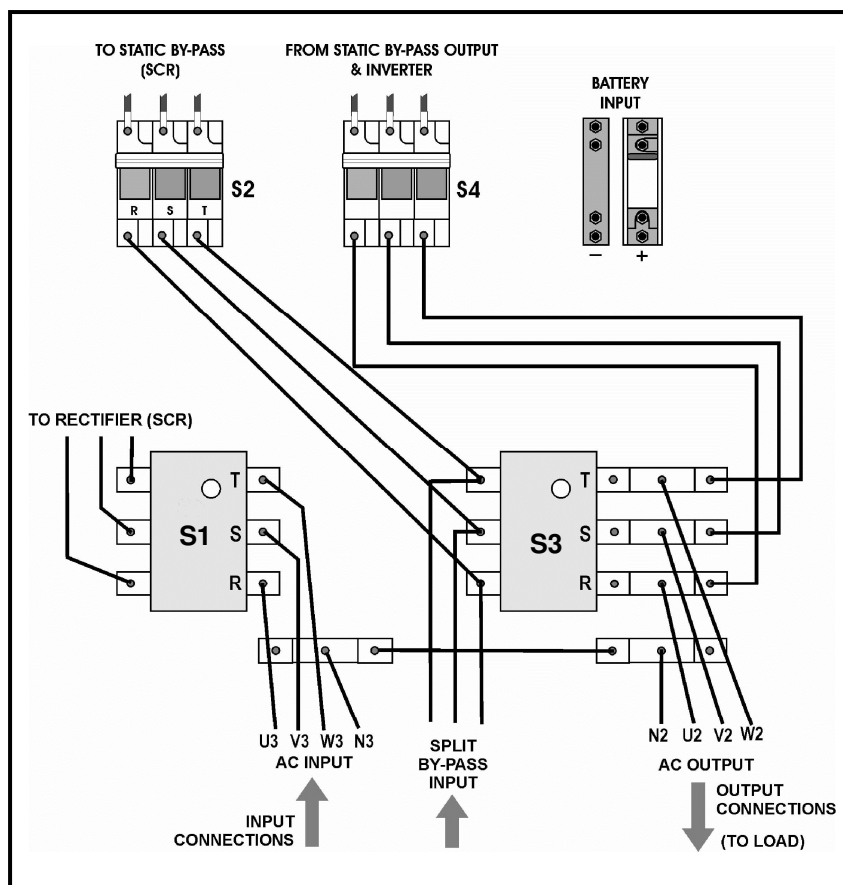 TO STATIC BY-PASS
(SCR)
FROM STATIC BY-PASS OUTPUT
& INVERTER
BATTERY
INPUT
S2
S4
R S T
− +
TO RECTIFIER (SCR)
T
S1 S
R
T
S3 S
R
U3 V3 W3 N3
AC INPUT
INPUT
CONNECTIONS
SPLIT
BY-PASS
INPUT
N2 U2 V2 W2
AC OUTPUT
OUTPUT
CONNECTIONS
(TO LOAD)